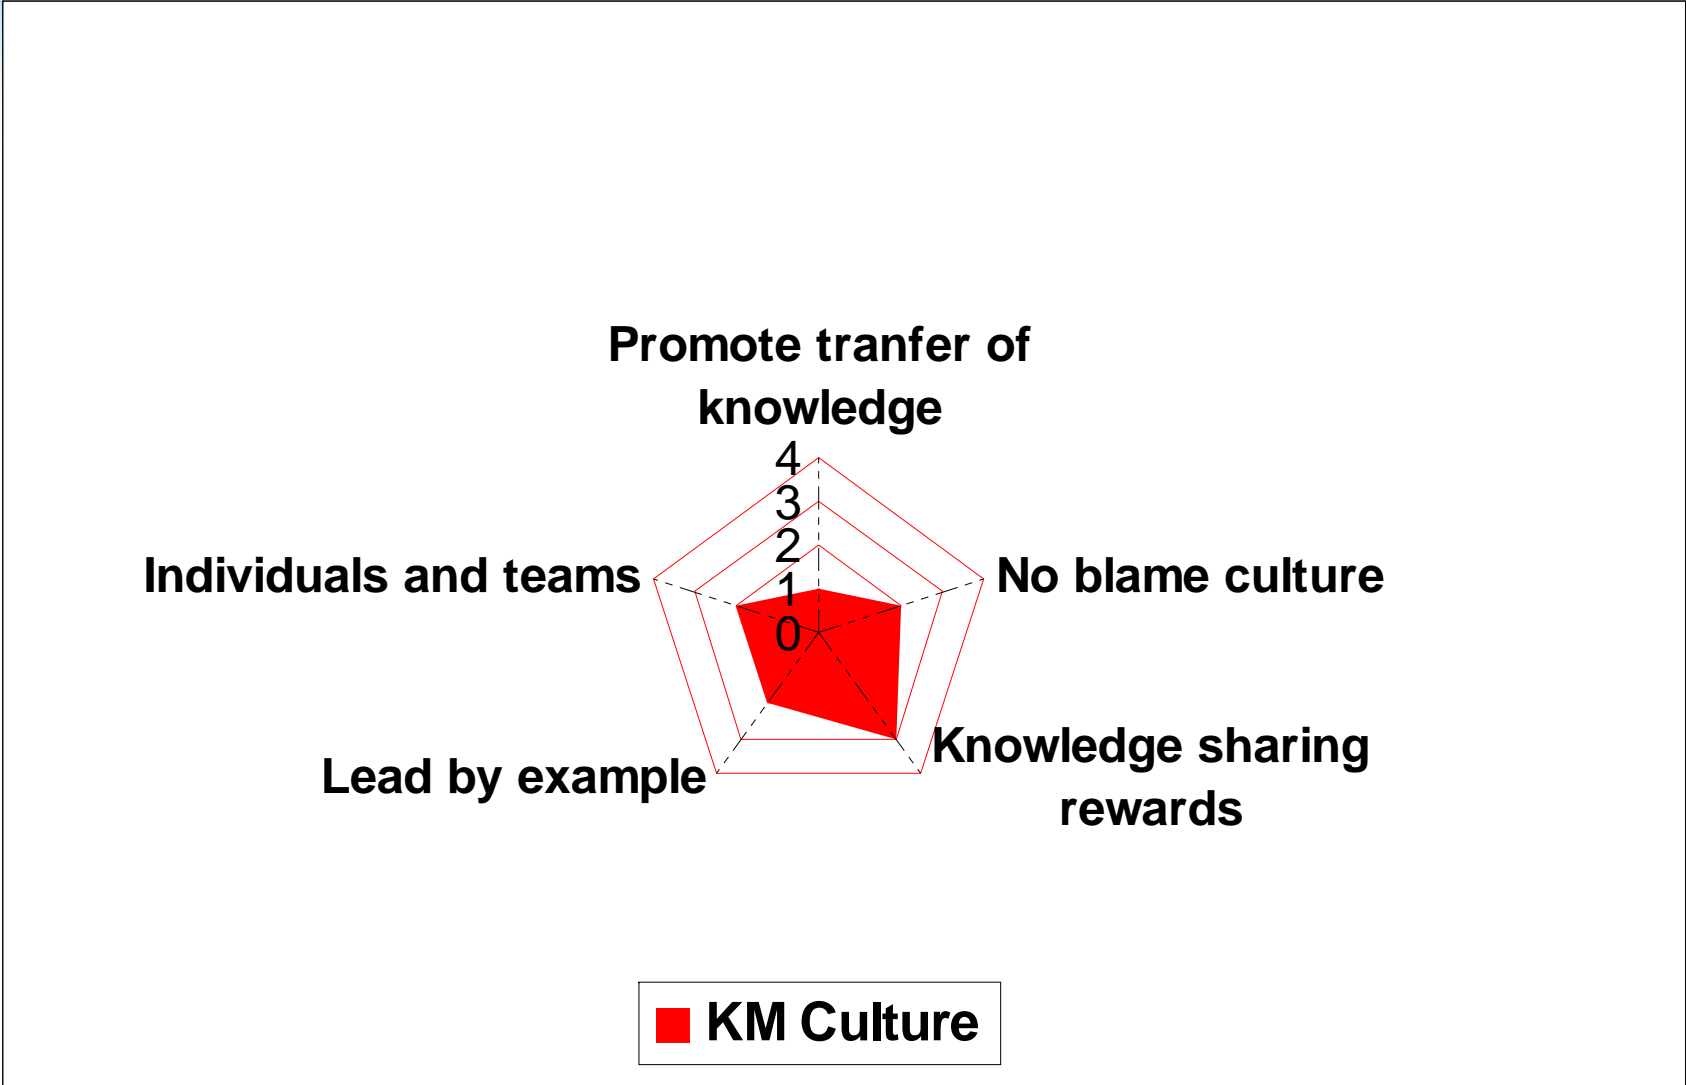 Promote tranfer of
knowledge
4
3
2
1
0
Individuals and teams
No blame culture
Lead by example
Knowledge sharing
rewards
KM Culture